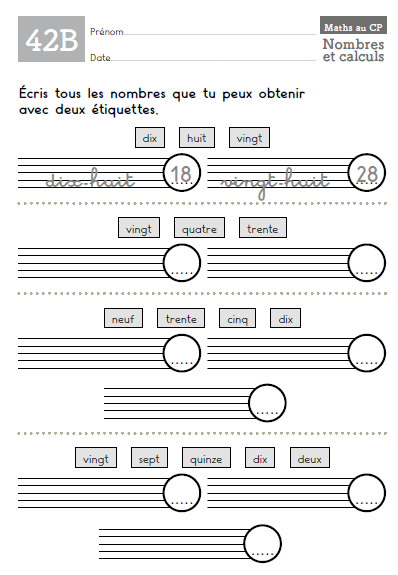 42B
Prénom
Date
Maths au CP
Nombres
et calculs
Écris tous les nombres que tu peux obtenir
avec deux étiquettes.
dix huit vingt
dix-huit 18 vingt-huit 28
vingt quatre trente
..... .....
neuf trente cinq dix
..... .....
.....
vingt sept quinze dix deux
..... .....
.....